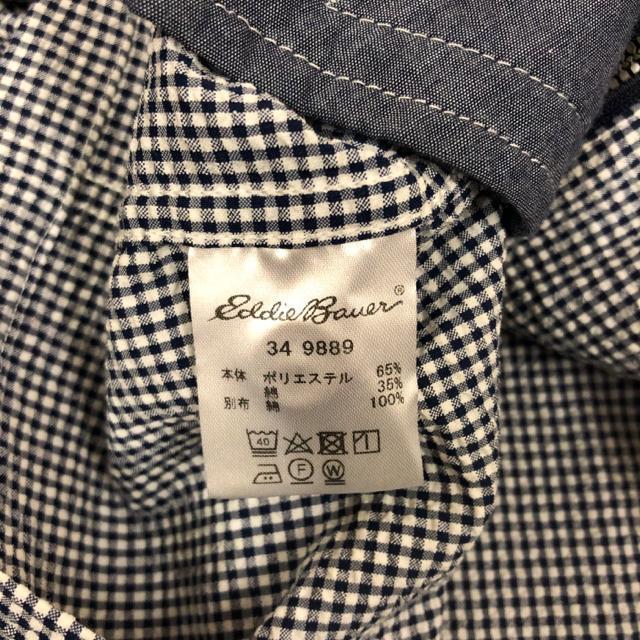 Eddie Bauer®
34 9889
本体 ポリエステル 65%
綿 35%
別布 綿 100%
40
F W